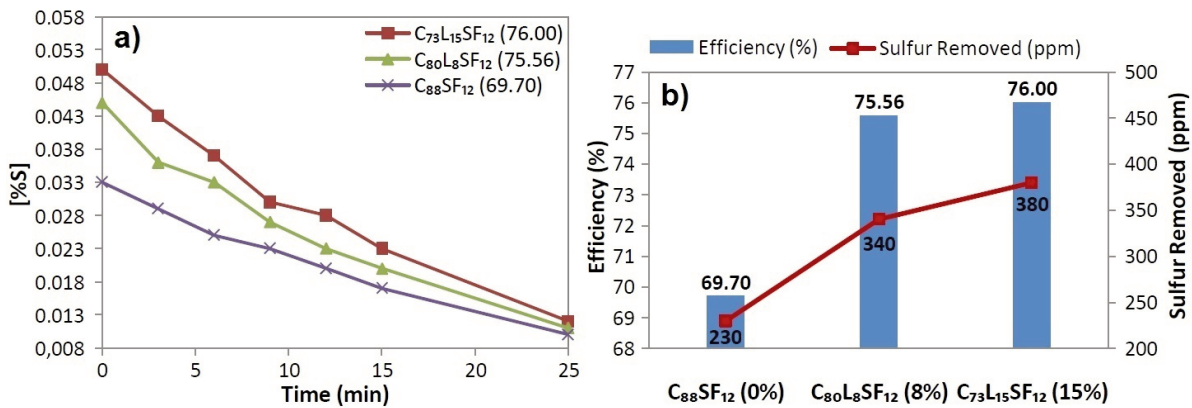 a)
C₇₃L₁₅SF₁₂ (76.00)
C₈₀L₈SF₁₂ (75.56)
C₈₈SF₁₂ (69.70)
[%S]
0.058
0.053
0.048
0.043
0.038
0.033
0.028
0.023
0.018
0.013
0,008
0 5 10 15 20 25
Time (min)
Efficiency (%) Sulfur Removed (ppm)
b)
Efficiency (%)
77
76
75
74
73
72
71
70
69
68
69.70
75.56
76.00
230
340
380
500
450
400
350
300
250
200
Sulfur Removed (ppm)
C₈₈SF₁₂ (0%) C₈₀L₈SF₁₂ (8%) C₇₃L₁₅SF₁₂ (15%)